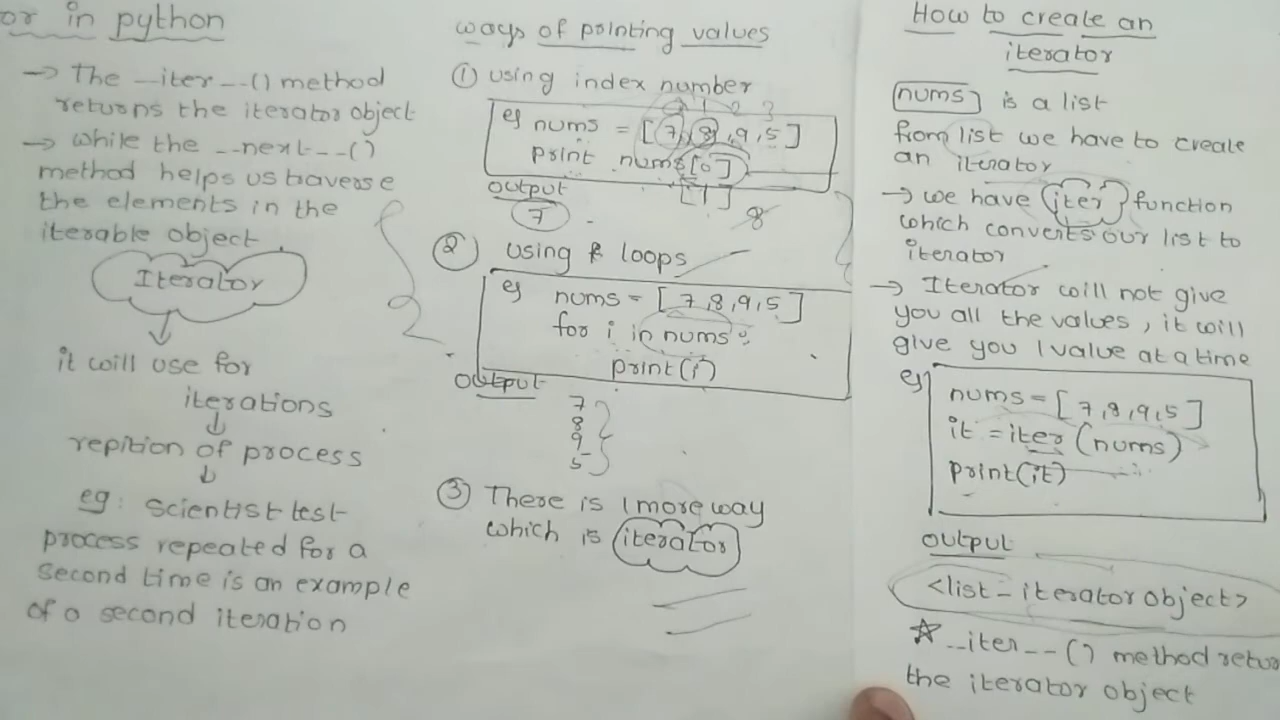 or in python
→ The __iter__() method
returns the iterator object
→ while the __next__()
method helps us traverse
the elements in the
iterable object.
Iterator
it will use for
iterations
repition of process
eg: Scientist test
process repeated for a
second time is an example
of a second iteration
ways of printing values
① using index number
eg nums = [7,8,9,5]
0 1 2 3
print nums[0]
output
[1]
7
8
② using loops
eg nums = [7,8,9,5]
for i in nums:
print(i)
output
7
8
9
5
③ There is 1 more way
which is iterator
How to create an
iterator
nums is a list
from list we have to create
an iterator
→ we have iter function
which converts our list to
iterator
→ Iterator will not give
you all the values, it will
give you 1 value at a time
eg nums = [7,8,9,5]
it = iter(nums)
print(it)
output
<list-iterator object>
☆ __iter__() method retur
the iterator object